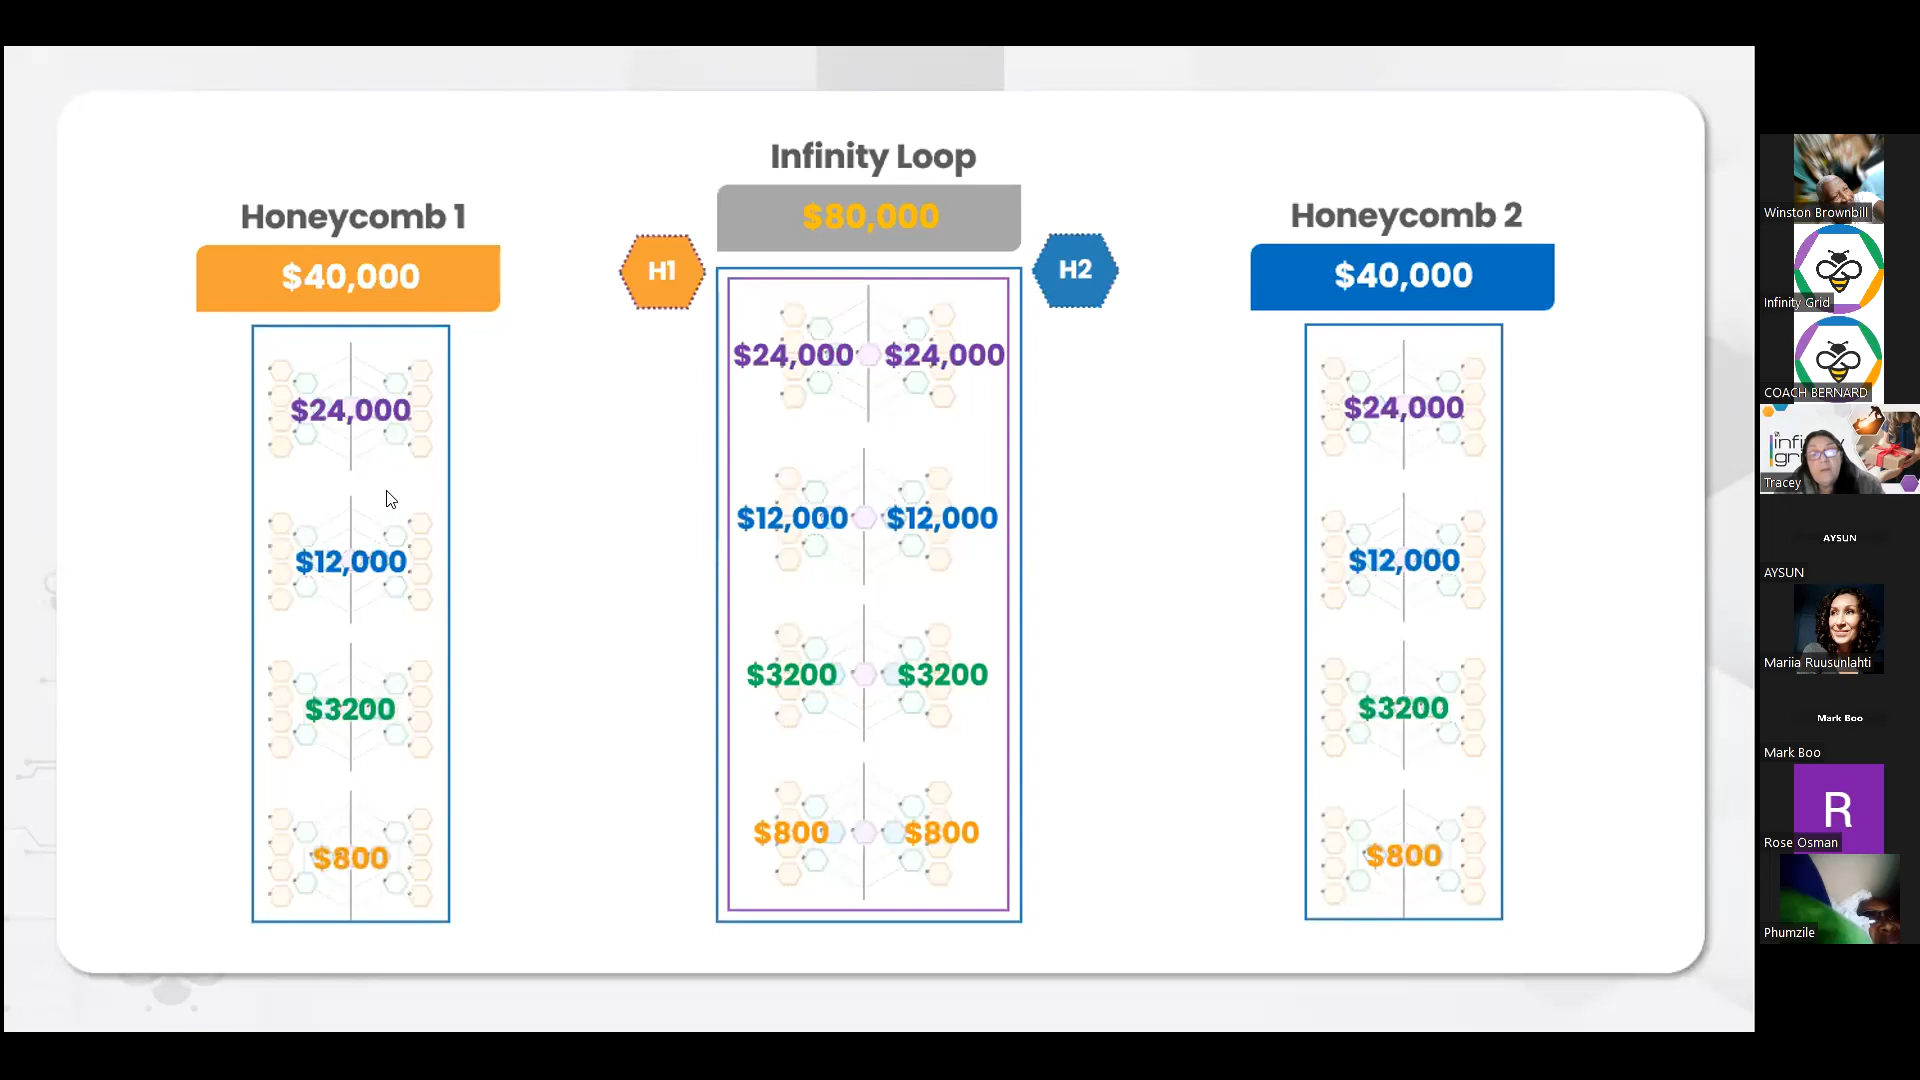 Infinity Loop
$80,000
Honeycomb 1
$40,000
H1
H2
Honeycomb 2
$40,000
$24,000
$12,000
$3200
$800
$24,000 $24,000
$12,000 $12,000
$3200 $3200
$800 $800
$24,000
$12,000
$3200
$800
Winston Brownbill
Infinity Grid
COACH BERNARD
Tracey
AYSUN
AYSUN
Mariia Ruusunlahti
Mark Boo
Mark Boo
R
Rose Osman
Phumzile